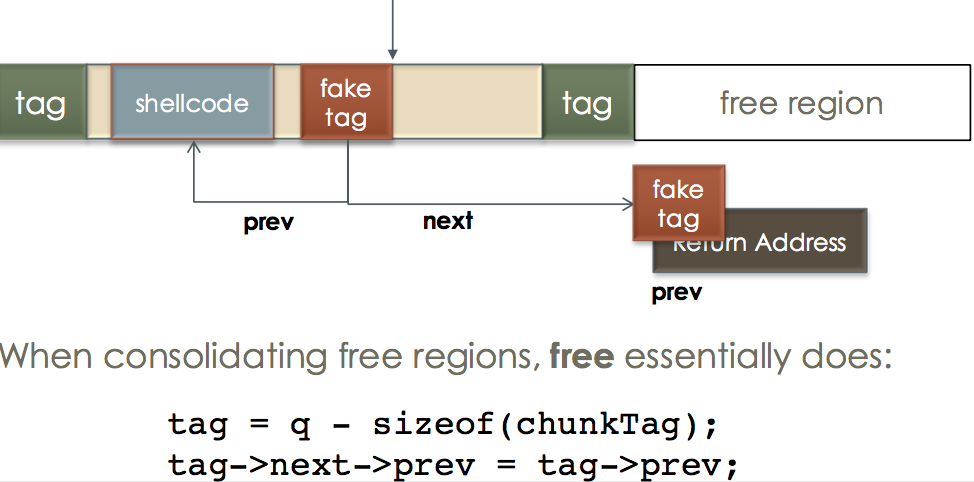 tag
shellcode
fake
tag
tag
free region
prev
next
fake
tag
Return Address
prev
When consolidating free regions, free essentially does:
tag = q - sizeof(chunkTag);
tag->next->prev = tag->prev;